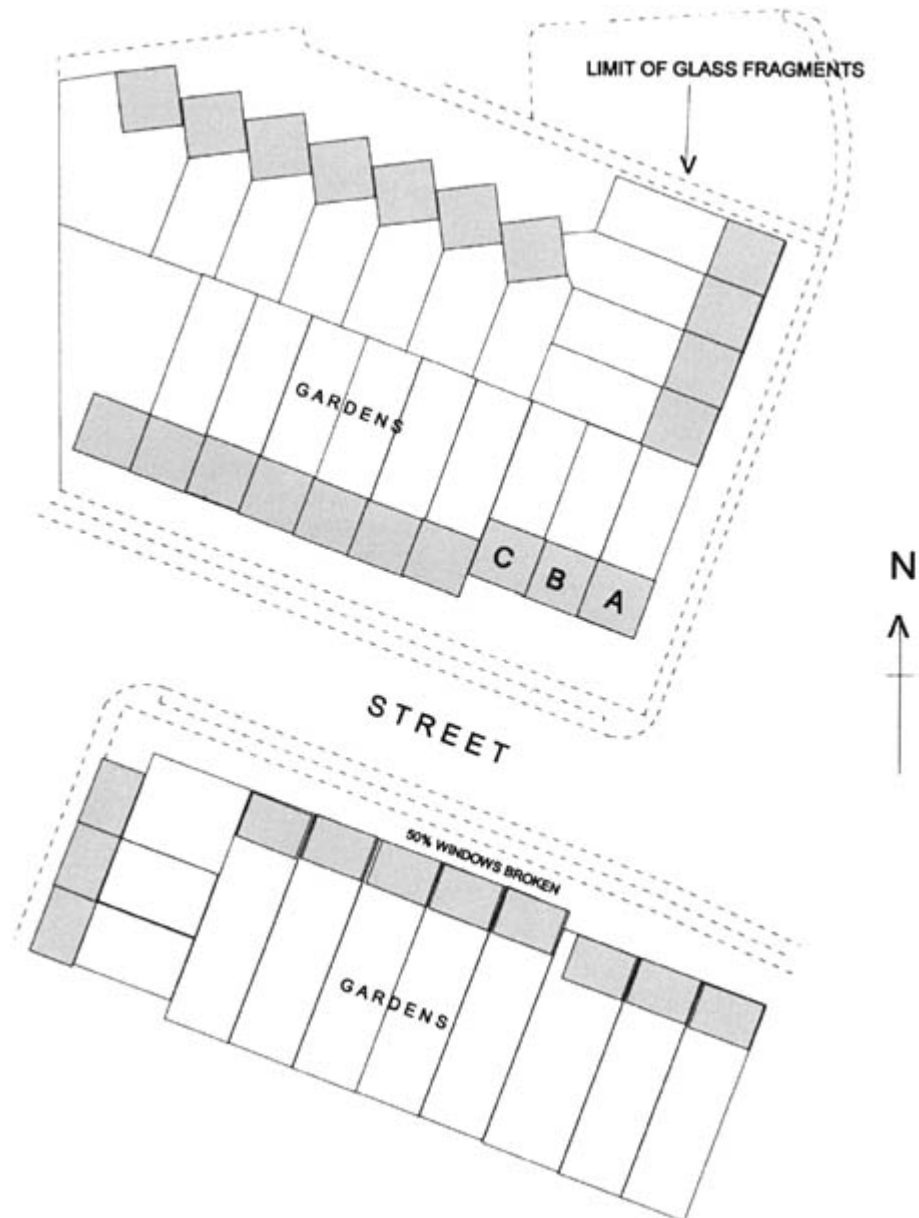 LIMIT OF GLASS FRAGMENTS
GARDENS
C B A
N
STREET
50% WINDOWS BROKEN
GARDENS